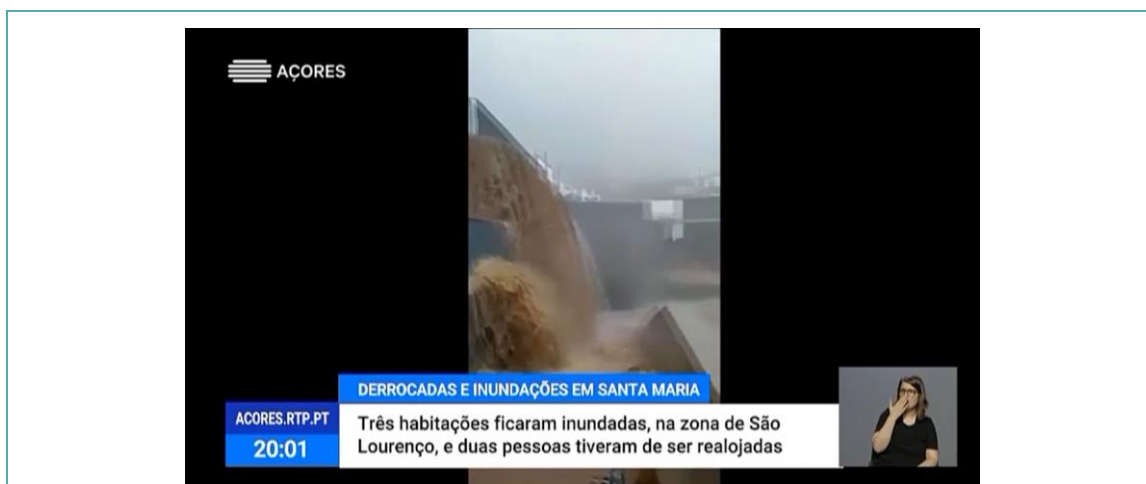 AÇORES
DERROCADAS E INUNDAÇÕES EM SANTA MARIA
ACORES.RTP.PT
20:01
Três habitações ficaram inundadas, na zona de São
Lourenço, e duas pessoas tiveram de ser realojadas